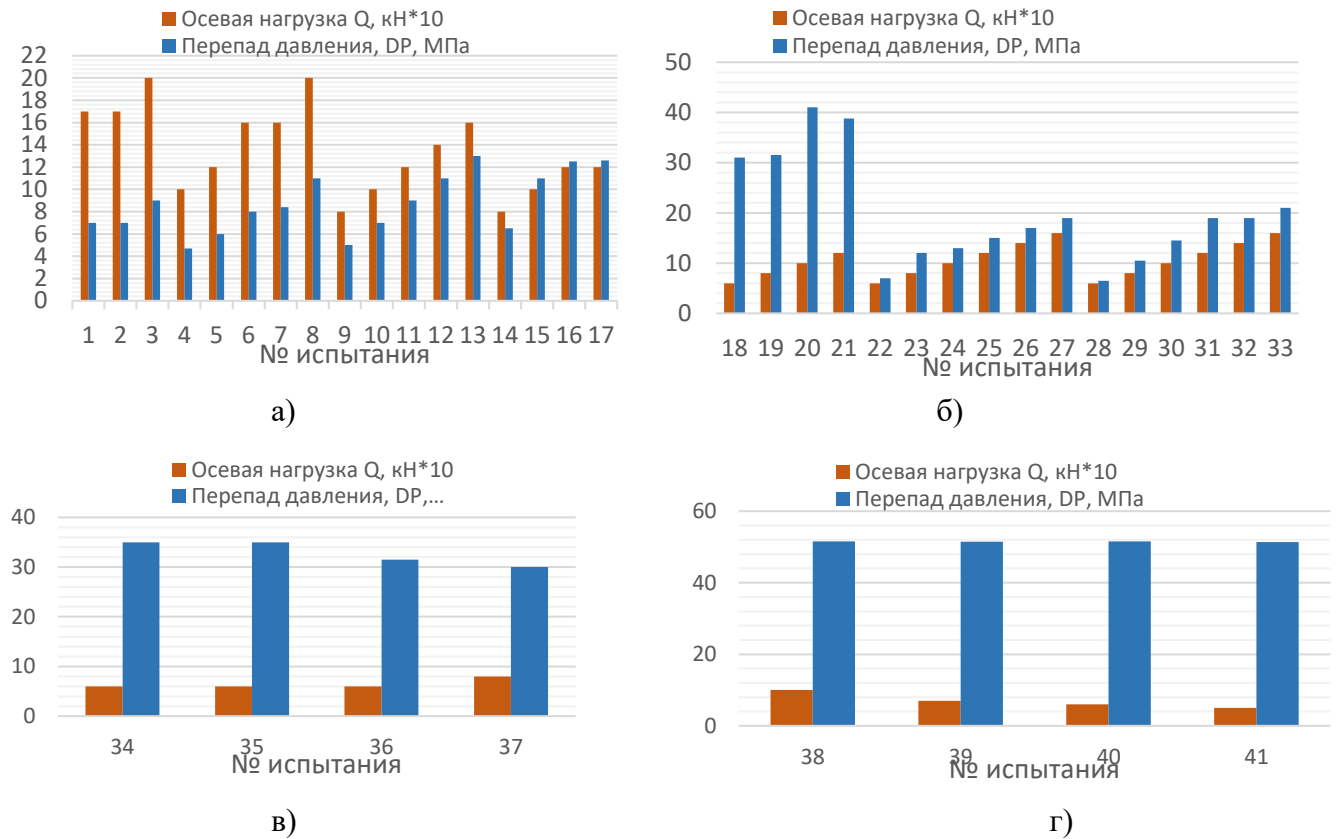 Осевая нагрузка Q, кН*10
Перепад давления, DP, МПа
22
20
18
16
14
12
10
8
6
4
2
0
1 2 3 4 5 6 7 8 9 10 11 12 13 14 15 16 17
№ испытания
а)
Осевая нагрузка Q, кН*10
Перепад давления, DP, МПа
50
40
30
20
10
0
18 19 20 21 22 23 24 25 26 27 28 29 30 31 32 33
№ испытания
б)
Осевая нагрузка Q, кН*10
Перепад давления, DP,...
40
30
20
10
0
34 35 36 37
№ испытания
в)
Осевая нагрузка Q, кН*10
Перепад давления, DP, МПа
60
40
20
0
38 39 40 41
№ испытания
г)